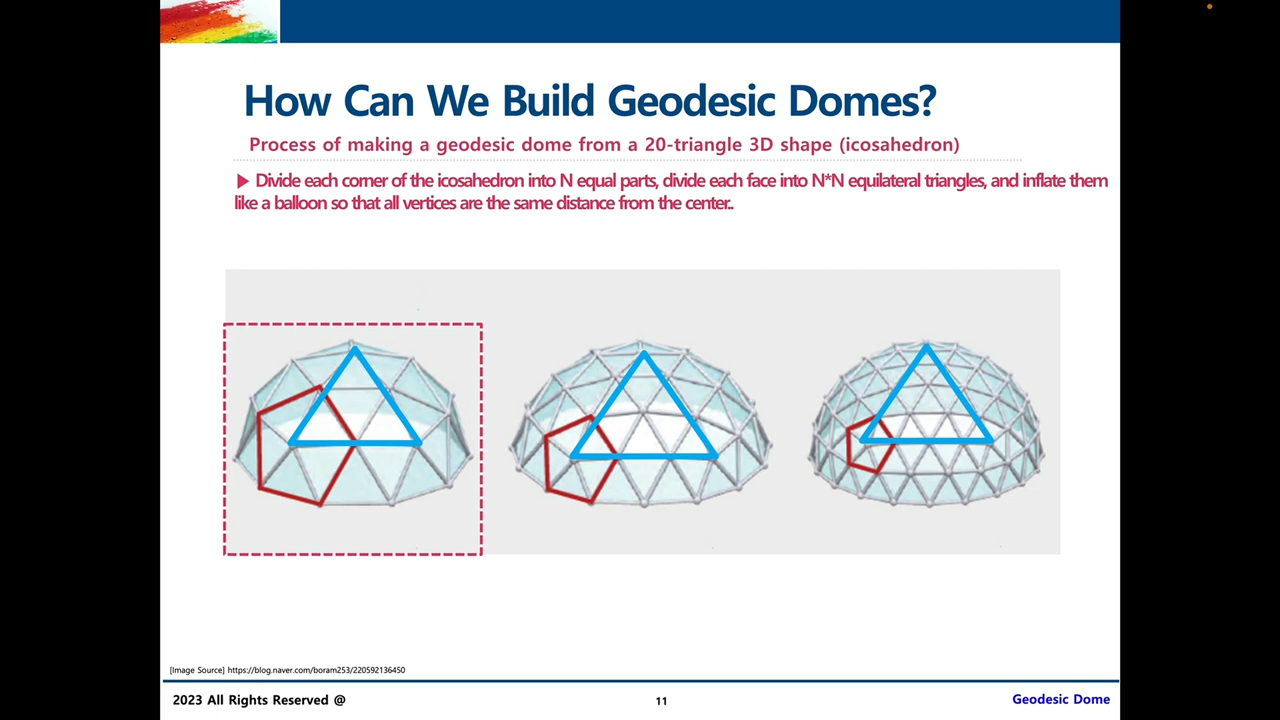 How Can We Build Geodesic Domes?
Process of making a geodesic dome from a 20-triangle 3D shape (icosahedron)
▶ Divide each corner of the icosahedron into N equal parts, divide each face into N*N equilateral triangles, and inflate them
like a balloon so that all vertices are the same distance from the center..
[Image Source] https://blog.naver.com/boram253/220592136450
2023 All Rights Reserved @
11
Geodesic Dome